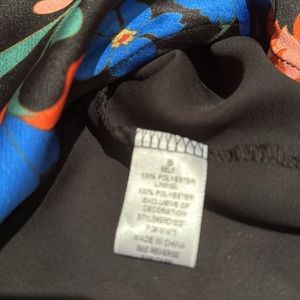 S
SELF
100% POLYESTER
LINING:
100% POLYESTER
EXCLUSIVE OF
DECORATION
MADE IN CHINA
SEE REVERSE